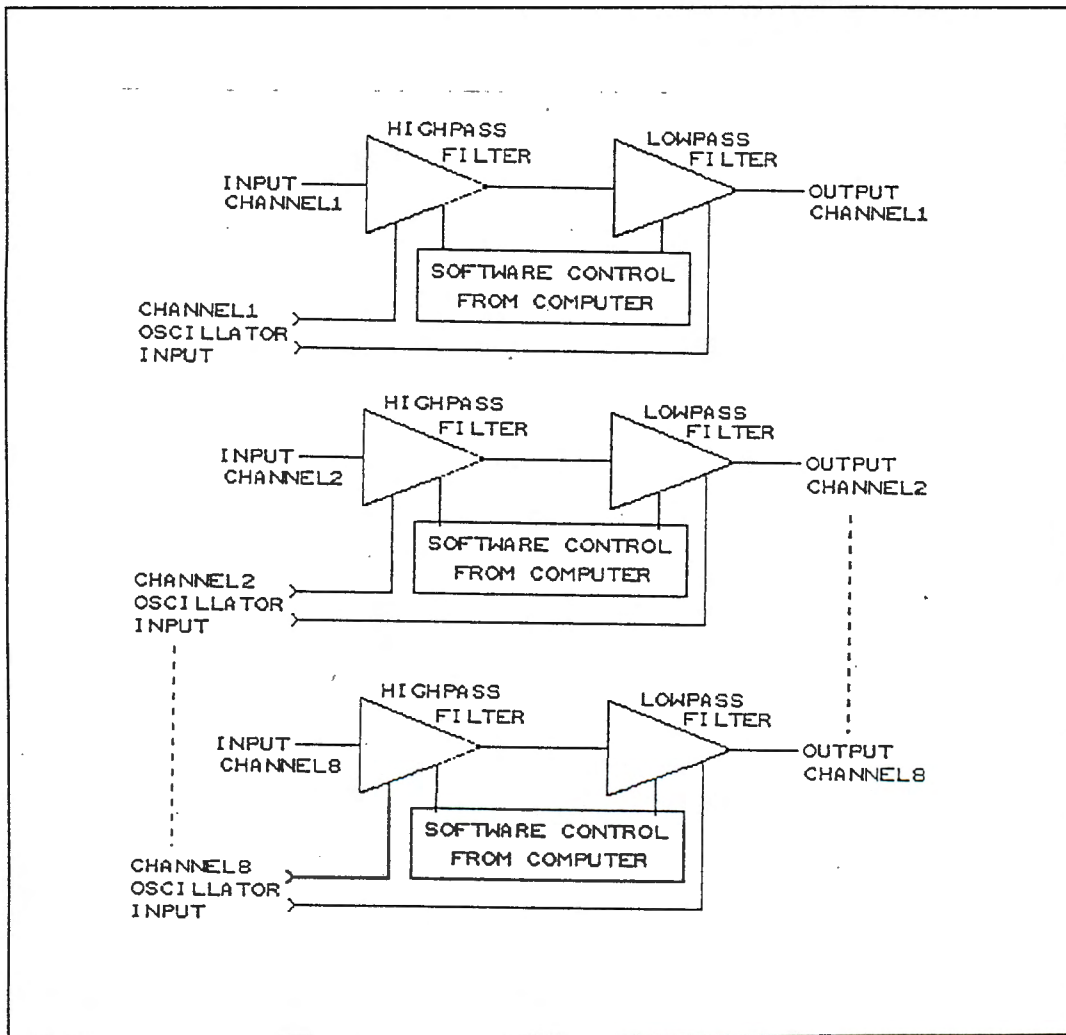 HIGHPASS
FILTER
LOWPASS
FILTER
INPUT
CHANNEL1
OUTPUT
CHANNEL1
SOFTWARE CONTROL
FROM COMPUTER
CHANNEL1
OSCILLATOR
INPUT
HIGHPASS
FILTER
LOWPASS
FILTER
INPUT
CHANNEL2
OUTPUT
CHANNEL2
SOFTWARE CONTROL
FROM COMPUTER
CHANNEL2
OSCILLATOR
INPUT
HIGHPASS
FILTER
LOWPASS
FILTER
INPUT
CHANNEL8
OUTPUT
CHANNEL8
SOFTWARE CONTROL
FROM COMPUTER
CHANNEL8
OSCILLATOR
INPUT